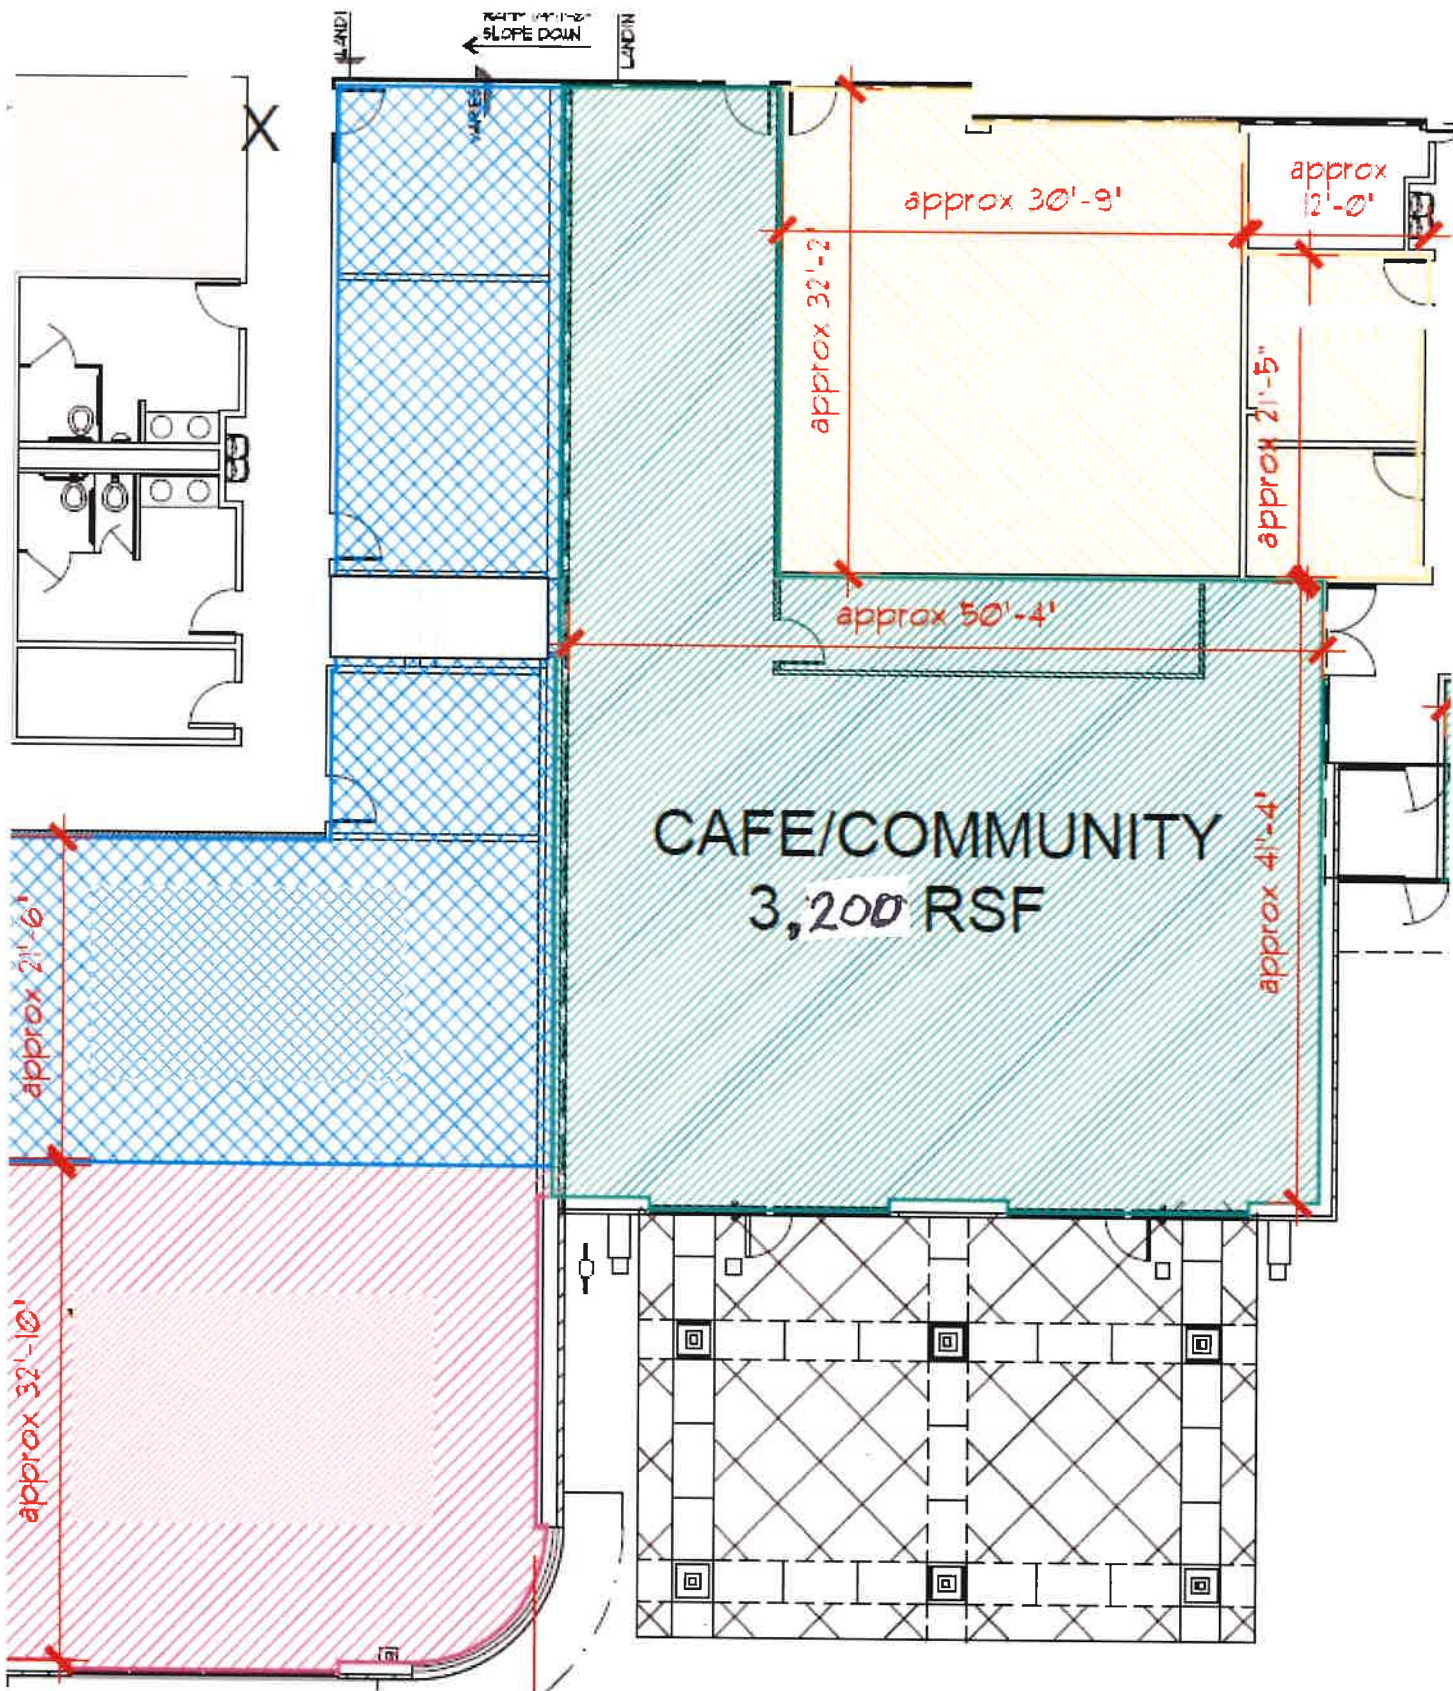 SLOPE DOWN
X
approx 30'-9"
approx
12'-0"
approx 32'-2"
approx 21'-5"
approx 50'-4"
CAFE/COMMUNITY
3,200 RSF
approx 41'-4"
approx 21'-6"
approx 32'-10"